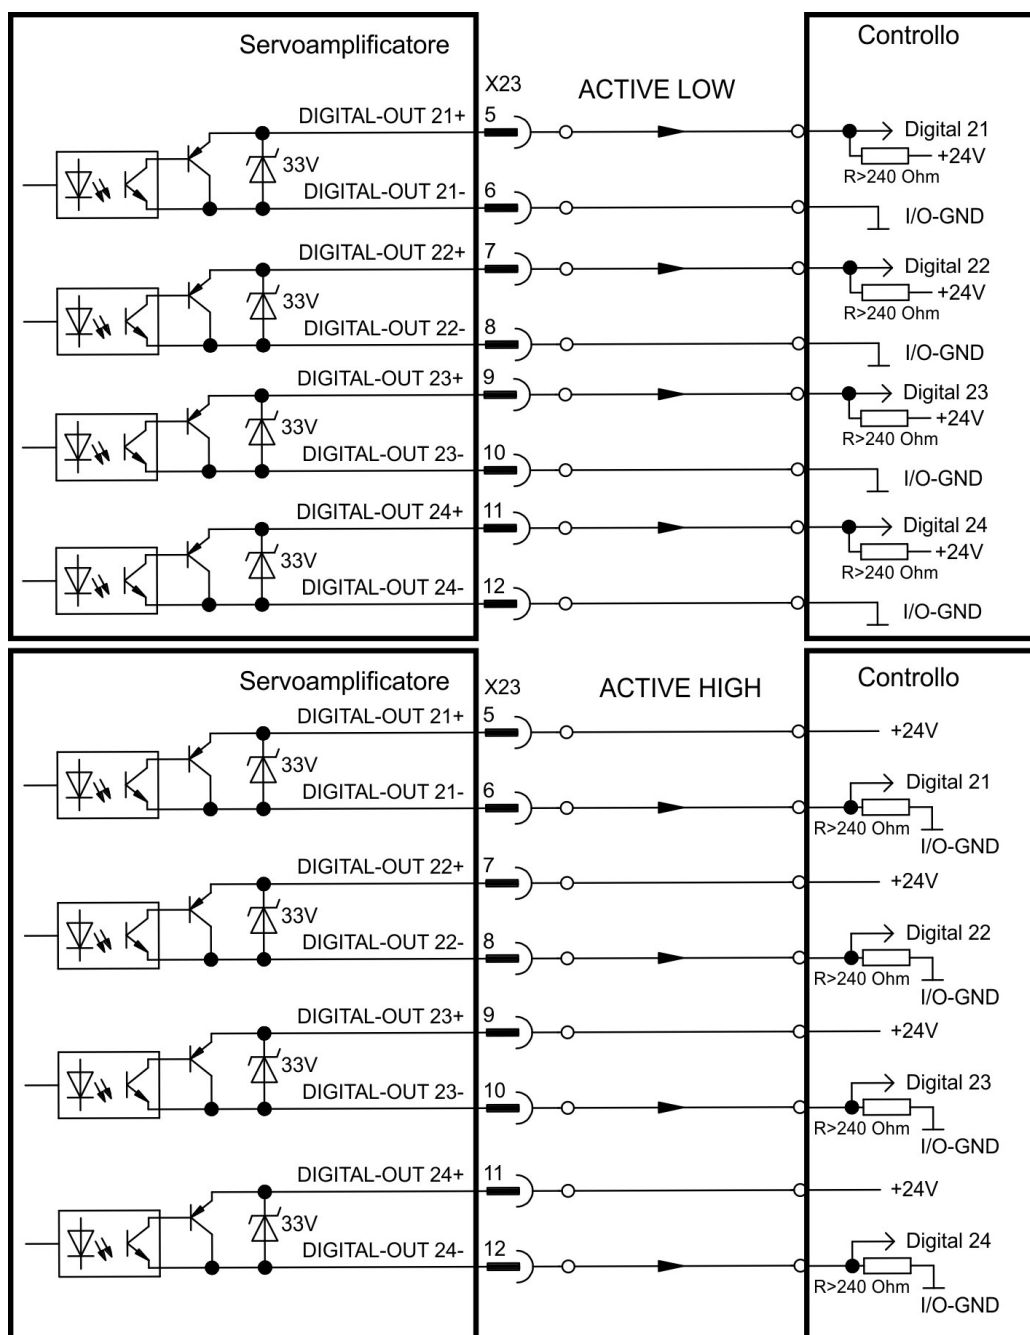 Servoamplificatore
Controllo
X23
ACTIVE LOW
DIGITAL-OUT 21+
5
Digital 21
+24V
33V
R>240 Ohm
DIGITAL-OUT 21-
6
I/O-GND
DIGITAL-OUT 22+
7
Digital 22
+24V
33V
R>240 Ohm
DIGITAL-OUT 22-
8
I/O-GND
DIGITAL-OUT 23+
9
Digital 23
+24V
33V
R>240 Ohm
DIGITAL-OUT 23-
10
I/O-GND
DIGITAL-OUT 24+
11
Digital 24
+24V
33V
R>240 Ohm
DIGITAL-OUT 24-
12
I/O-GND
Servoamplificatore
Controllo
X23
ACTIVE HIGH
DIGITAL-OUT 21+
5
+24V
33V
Digital 21
DIGITAL-OUT 21-
6
R>240 Ohm
I/O-GND
DIGITAL-OUT 22+
7
+24V
33V
Digital 22
DIGITAL-OUT 22-
8
R>240 Ohm
I/O-GND
DIGITAL-OUT 23+
9
+24V
33V
Digital 23
DIGITAL-OUT 23-
10
R>240 Ohm
I/O-GND
DIGITAL-OUT 24+
11
+24V
33V
Digital 24
DIGITAL-OUT 24-
12
R>240 Ohm
I/O-GND